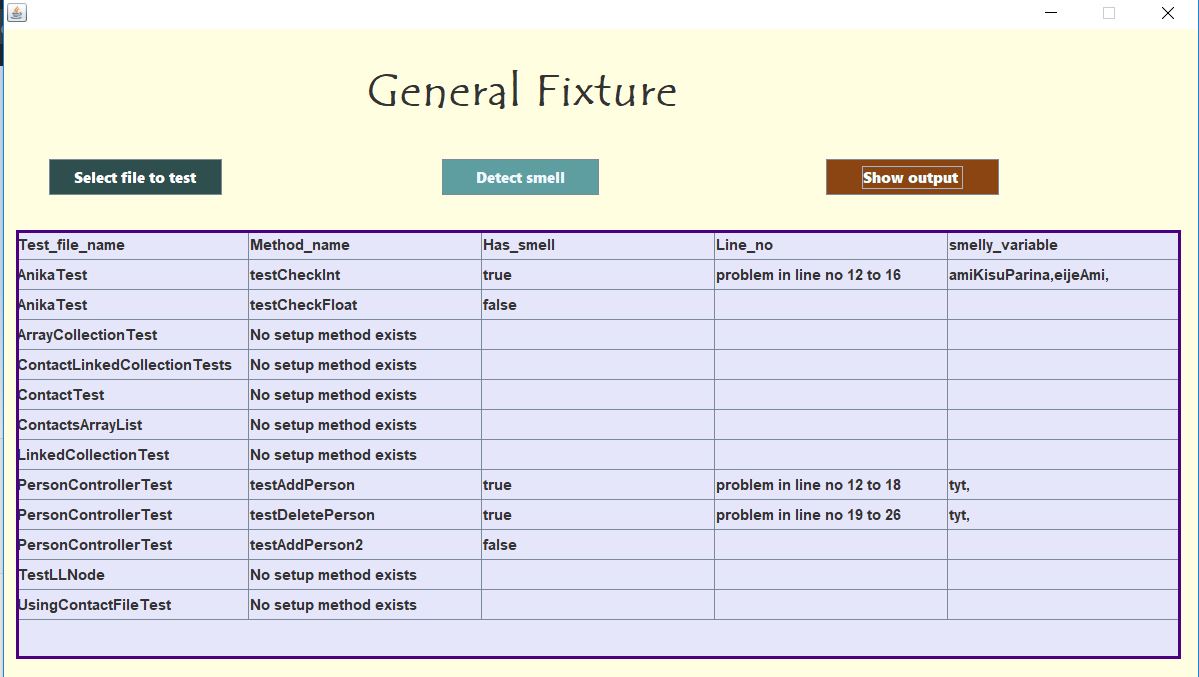 General Fixture
Select file to test Detect smell Show output
Test_file_name Method_name Has_smell Line_no smelly_variable
AnikaTest testCheckInt true problem in line no 12 to 16 amiKisuParina,eijeAmi,
AnikaTest testCheckFloat false
ArrayCollectionTest No setup method exists
ContactLinkedCollectionTests No setup method exists
ContactTest No setup method exists
ContactsArrayList No setup method exists
LinkedCollectionTest No setup method exists
PersonControllerTest testAddPerson true problem in line no 12 to 18 tyt,
PersonControllerTest testDeletePerson true problem in line no 19 to 26 tyt,
PersonControllerTest testAddPerson2 false
TestLLNode No setup method exists
UsingContactFileTest No setup method exists